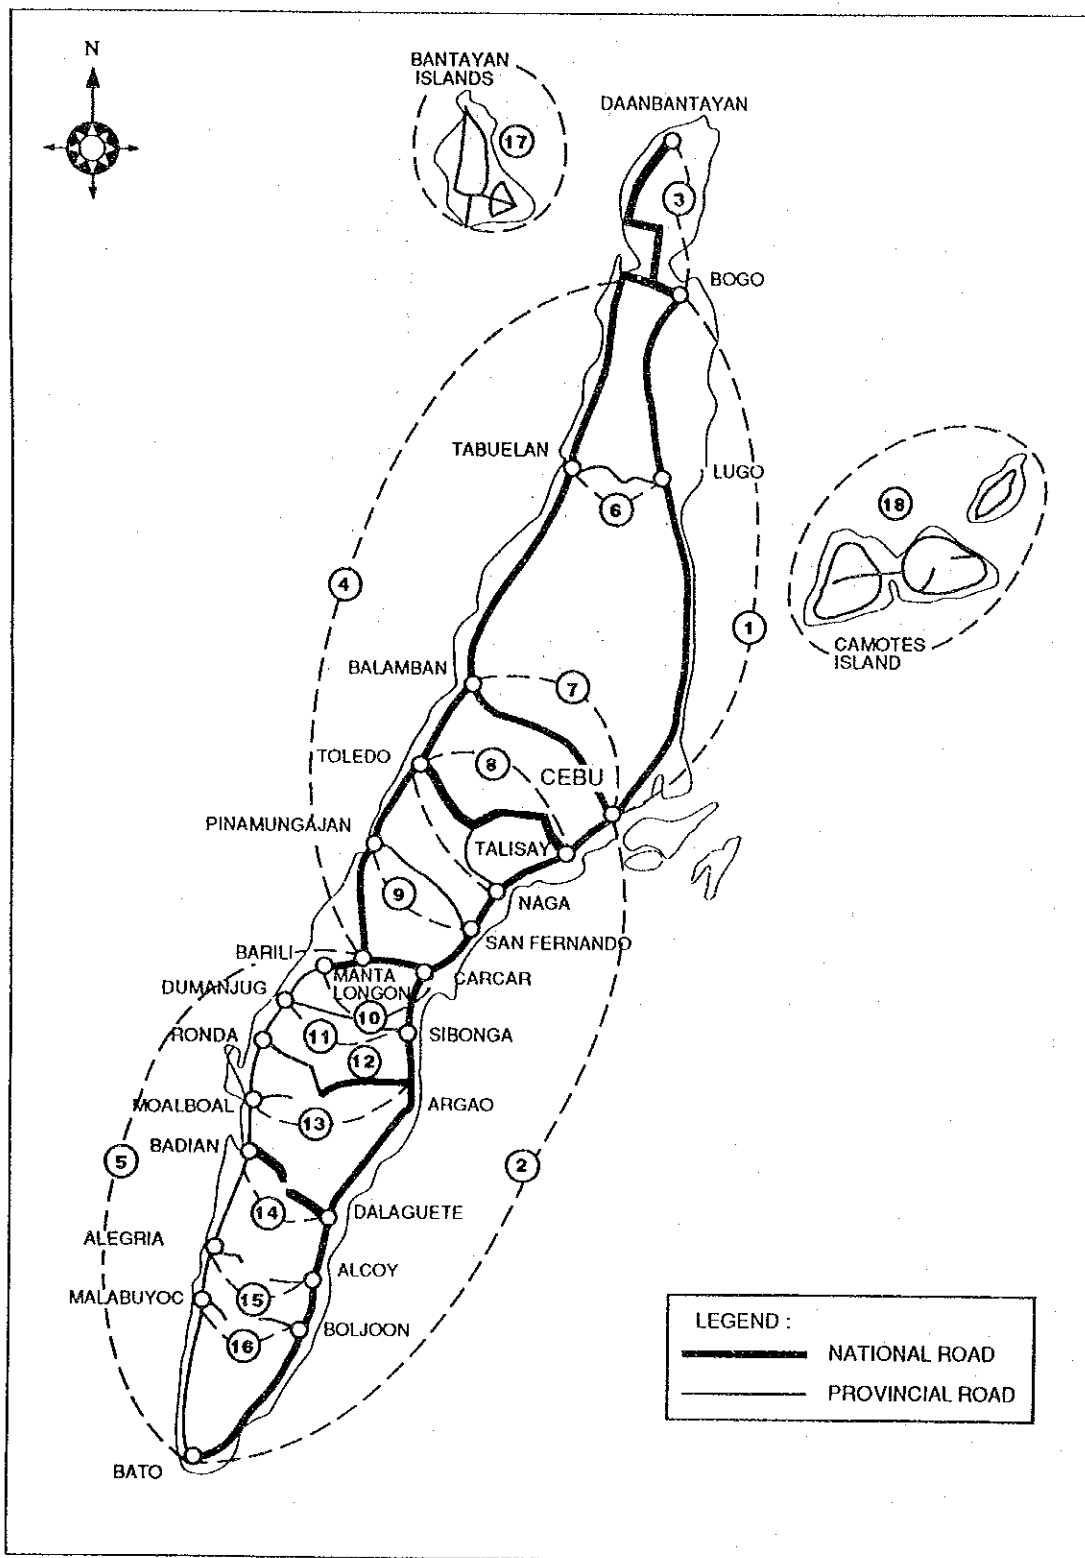 N
BANTAYAN
ISLANDS
17
DAANBANTAYAN
3
BOGO
TABUELAN
LUGO
6
18
4
1
CAMOTES
ISLAND
BALAMBAN
7
TOLEDO
8
CEBU
PINAMUNGAJAN
TALISAY
9
NAGA
SAN FERNANDO
BARILI
MANTA
LONGON
CARCAR
DUMANJUG
10
11
SIBONGA
RONDA
12
MOALBOAL
ARGAO
13
BADIAN
5
2
14
DALAGUETE
ALEGRIA
ALCOY
MALABUYOC
15
BOLJOON
16
LEGEND :
NATIONAL ROAD
PROVINCIAL ROAD
BATO